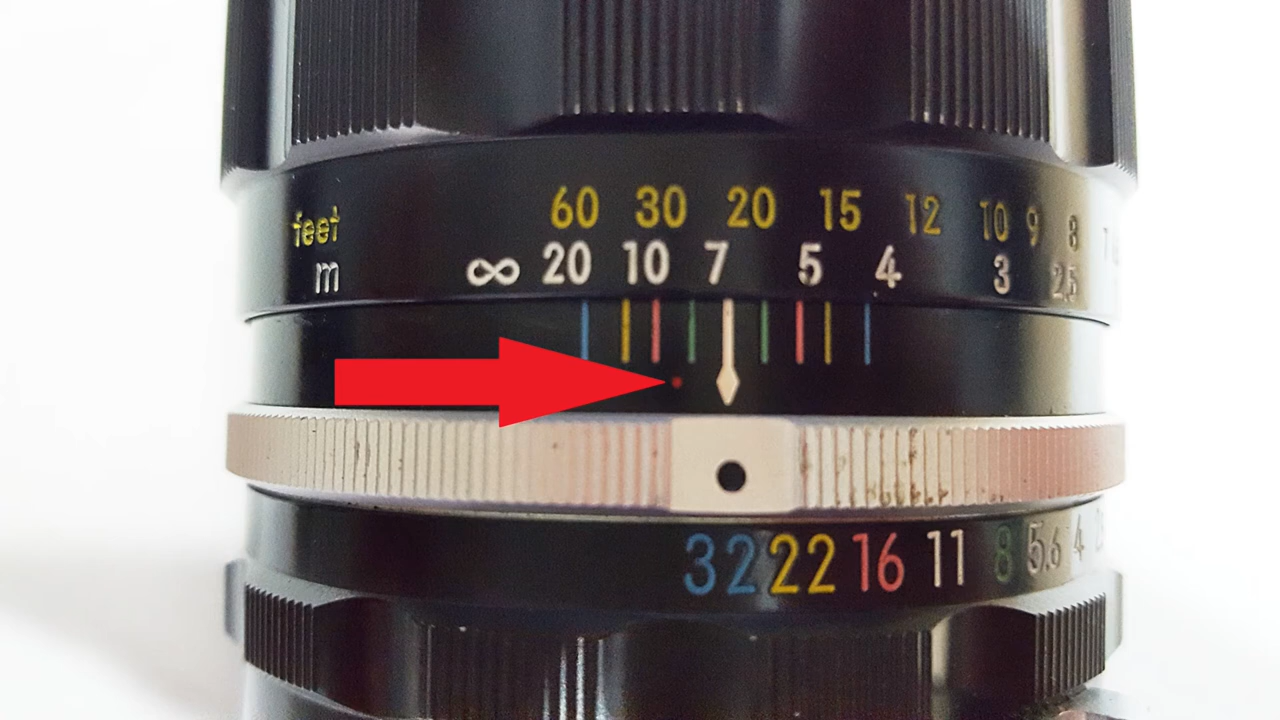 60 30 20 15 12 10 9 8
feet
m ∞ 20 10 7 5 4 3 2.5
32 22 16 11 8 5.6 4